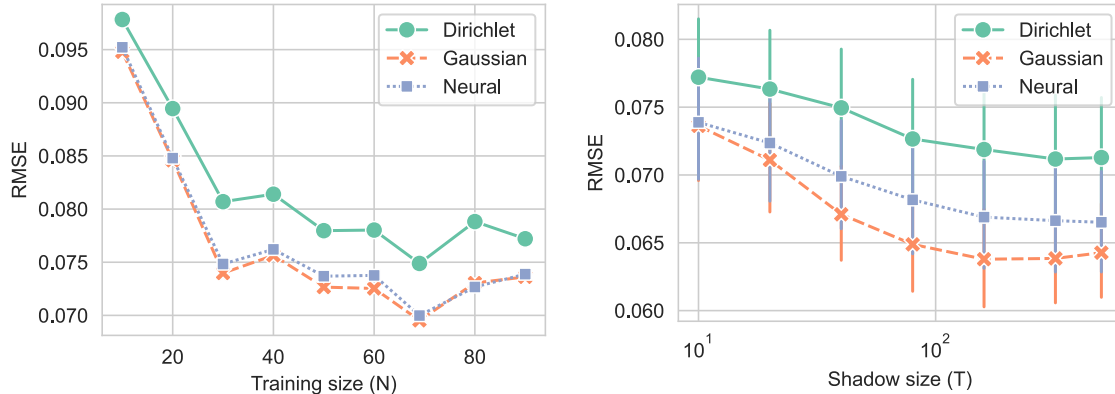 0.095
0.090
0.085
0.080
0.075
0.070
RMSE
20 40 60 80
Training size (N)
Dirichlet
Gaussian
Neural
0.080
0.075
0.070
0.065
0.060
RMSE
10¹ 10²
Shadow size (T)
Dirichlet
Gaussian
Neural